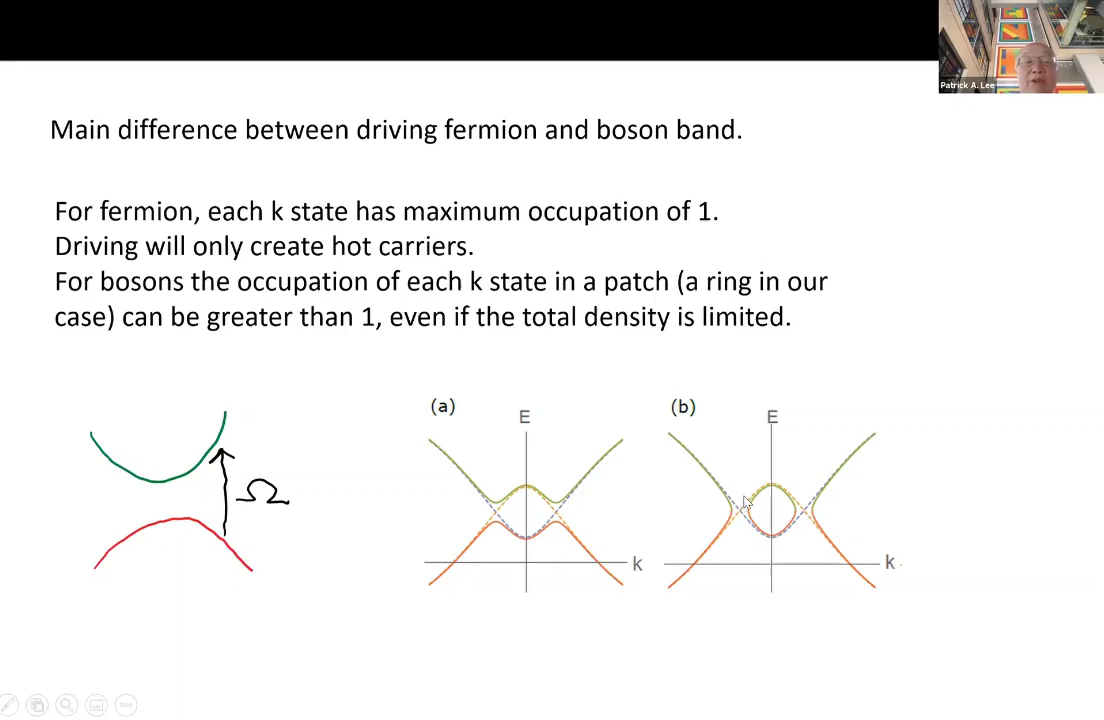 Patrick A. Lee
Main difference between driving fermion and boson band.
For fermion, each k state has maximum occupation of 1.
Driving will only create hot carriers.
For bosons the occupation of each k state in a patch (a ring in our
case) can be greater than 1, even if the total density is limited.
Ω
(a)
E
k
(b)
E
k